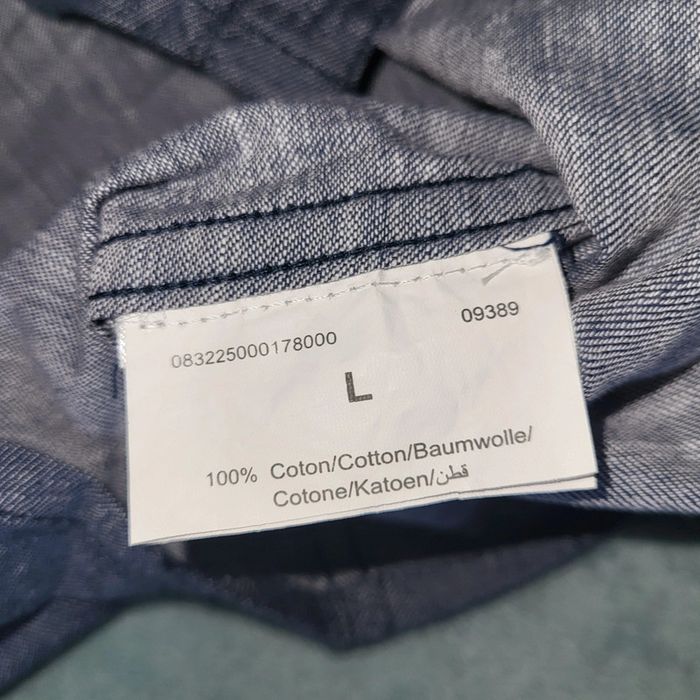 083225000178000 09389
L
100% Coton/Cotton/Baumwolle/
Cotone/Katoen/قطن